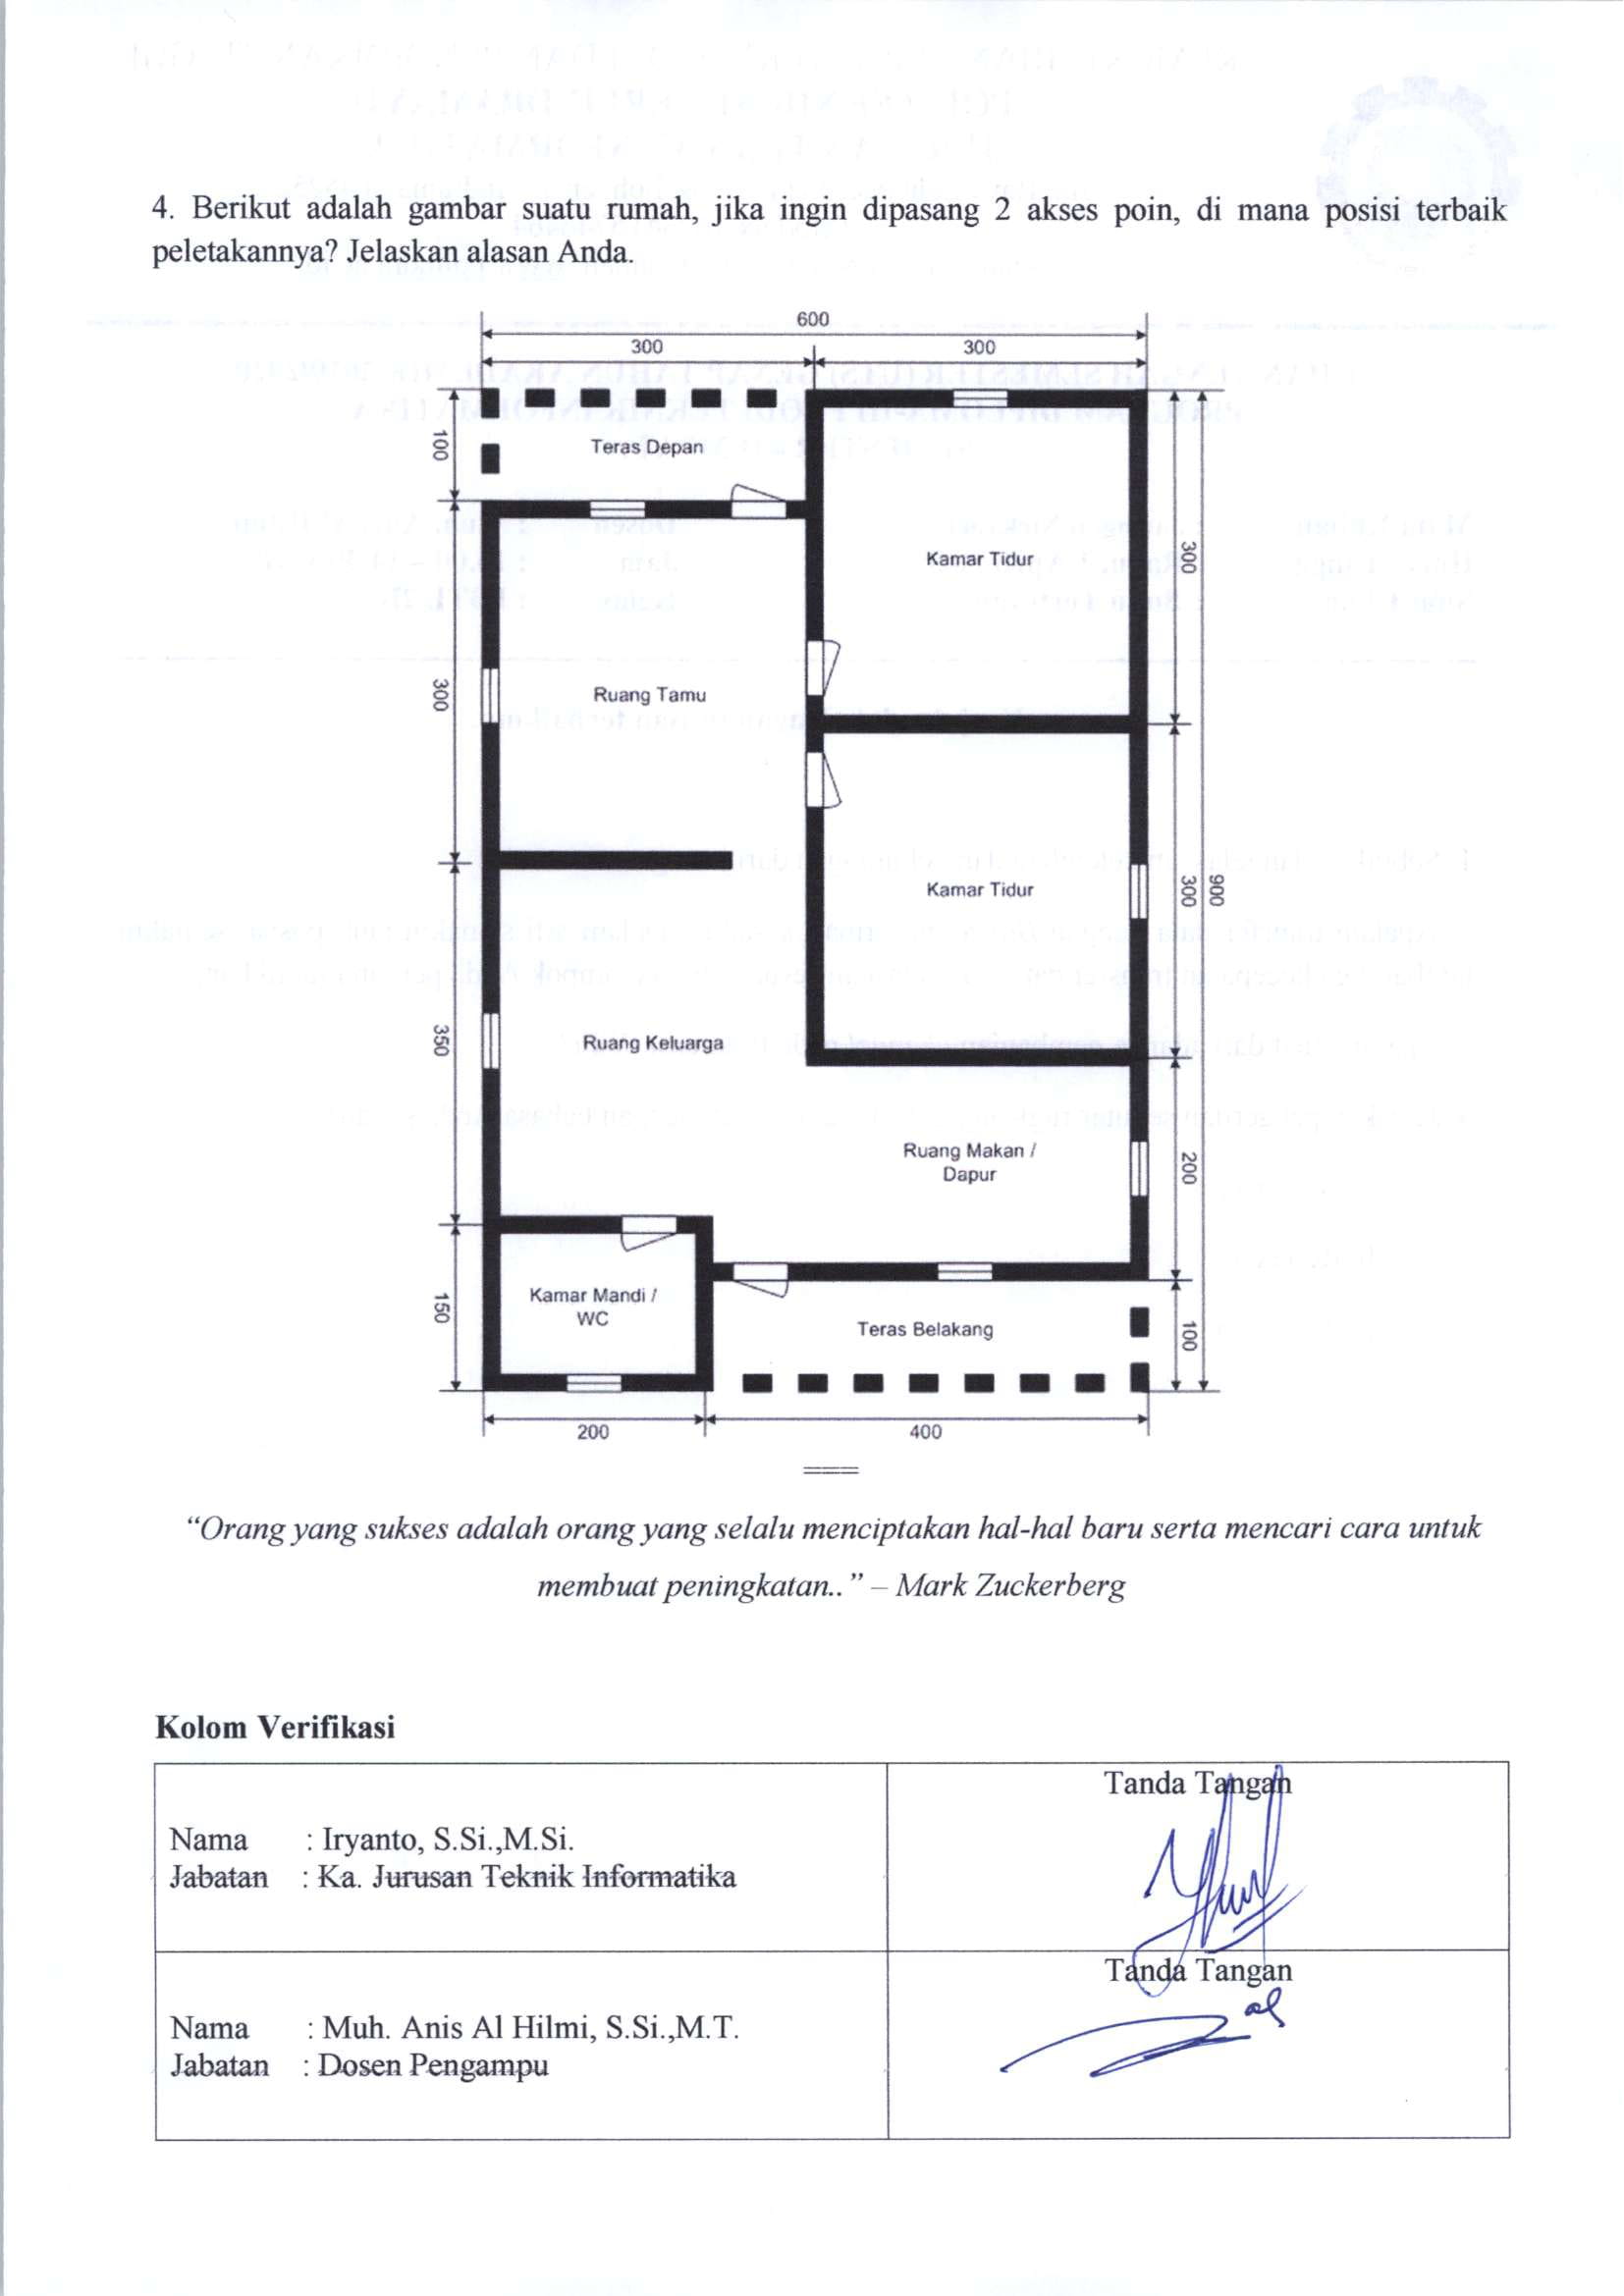 4. Berikut adalah gambar suatu rumah, jika ingin dipasang 2 akses poin, di mana posisi terbaik
peletakannya? Jelaskan alasan Anda.
600
300 300
100
Teras Depan
Kamar Tidur
300
300
Ruang Tamu
Kamar Tidur
300
900
350
Ruang Keluarga
Ruang Makan /
Dapur
200
150
Kamar Mandi /
WC
Teras Belakang
100
200 400
“Orang yang sukses adalah orang yang selalu menciptakan hal-hal baru serta mencari cara untuk
membuat peningkatan..” – Mark Zuckerberg
Kolom Verifikasi
Tanda Tangan
Nama : Iryanto, S.Si.,M.Si.
Jabatan : Ka. Jurusan Teknik Informatika
Tanda Tangan
Nama : Muh. Anis Al Hilmi, S.Si.,M.T.
Jabatan : Dosen Pengampu